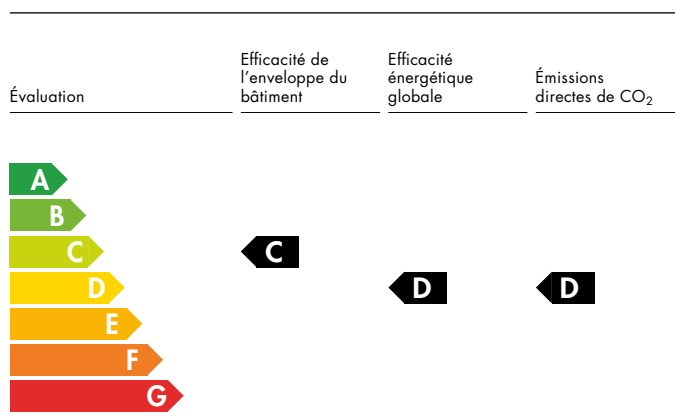 Évaluation
Efficacité de
l'enveloppe du
bâtiment
Efficacité
énergétique
globale
Émissions
directes de CO₂
A
B
C
C
D
D
D
E
F
G